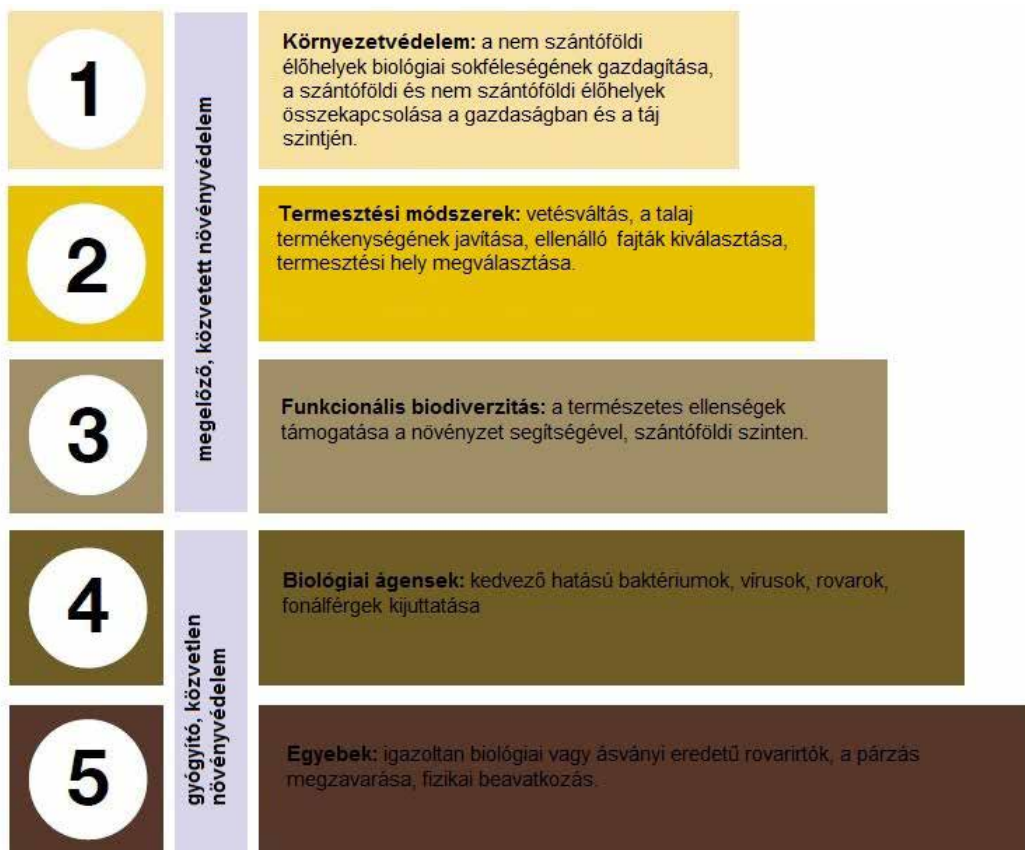 1
megelőző, közvetett növényvédelem
Környezetvédelem: a nem szántóföldi
élőhelyek biológiai sokféleségének gazdagítása,
a szántóföldi és nem szántóföldi élőhelyek
összekapcsolása a gazdaságban és a táj
szintjén.
2
Termesztési módszerek: vetésváltás, a talaj
termékenységének javítása, ellenálló fajták kiválasztása,
termesztési hely megválasztása.
3
Funkcionális biodiverzitás: a természetes ellenségek
támogatása a növényzet segítségével, szántóföldi szinten.
4
gyógyító, közvetlen
növényvédelem
Biológiai ágensek: kedvező hatású baktériumok, vírusok, rovarok,
fonálférgek kijuttatása
5
Egyebek: igazoltan biológiai vagy ásványi eredetű rovarirtók, a párzás
megzavarása, fizikai beavatkozás.